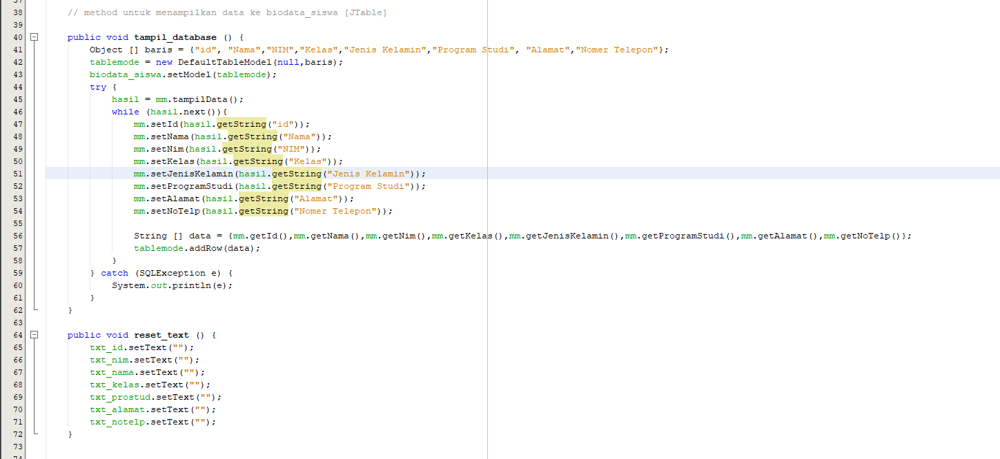 38 // method untuk menampilkan data ke biodata_siswa [JTable]
39
40 public void tampil_database () {
41 Object [] baris = {"id", "Nama","NIM","Kelas","Jenis Kelamin","Program Studi", "Alamat","Nomer Telepon"};
42 tablemode = new DefaultTableModel(null,baris);
43 biodata_siswa.setModel(tablemode);
44 try {
45 hasil = mm.tampilData();
46 while (hasil.next()){
47 mm.setId(hasil.getString("id"));
48 mm.setNama(hasil.getString("Nama"));
49 mm.setNim(hasil.getString("NIM"));
50 mm.setKelas(hasil.getString("Kelas"));
51 mm.setJenisKelamin(hasil.getString("Jenis Kelamin"));
52 mm.setProgramStudi(hasil.getString("Program Studi"));
53 mm.setAlamat(hasil.getString("Alamat"));
54 mm.setNoTelp(hasil.getString("Nomer Telepon"));
55
56 String [] data = {mm.getId(),mm.getNama(),mm.getNim(),mm.getKelas(),mm.getJenisKelamin(),mm.getProgramStudi(),mm.getAlamat(),mm.getNoTelp()};
57 tablemode.addRow(data);
58 }
59 } catch (SQLException e) {
60 System.out.println(e);
61 }
62 }
63
64 public void reset_text () {
65 txt_id.setText("");
66 txt_nim.setText("");
67 txt_nama.setText("");
68 txt_kelas.setText("");
69 txt_prostud.setText("");
70 txt_alamat.setText("");
71 txt_notelp.setText("");
72 }
73